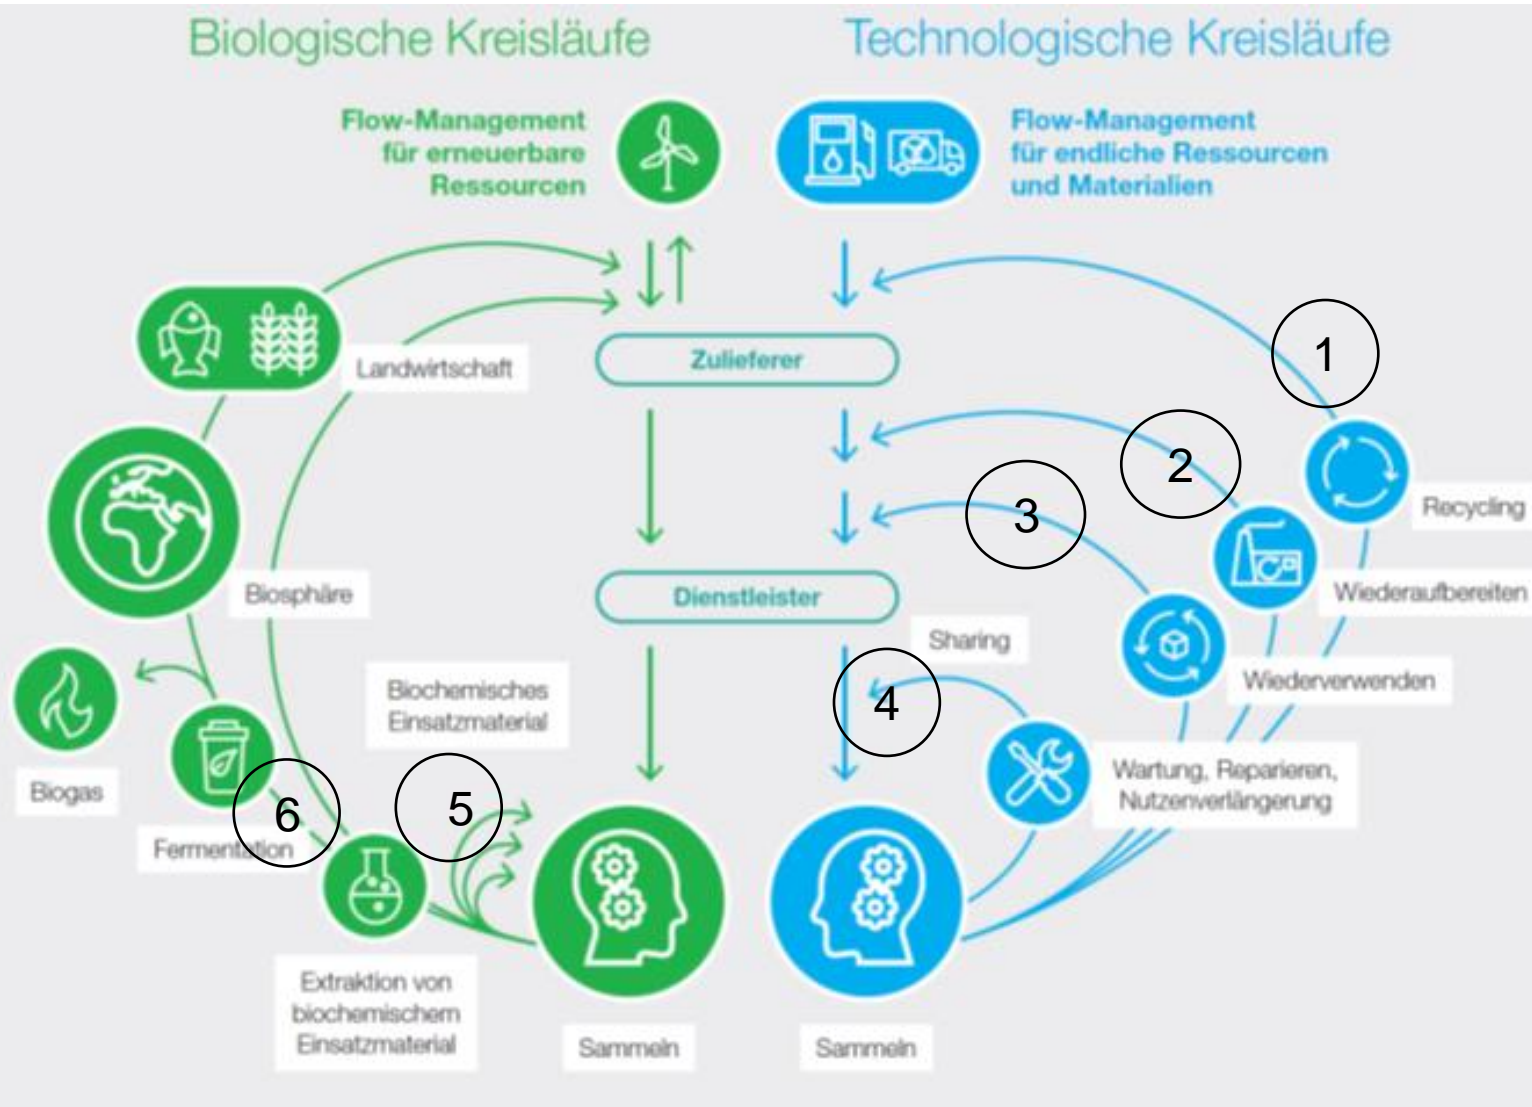 Biologische Kreisläufe
Technologische Kreisläufe
Flow-Management
für erneuerbare
Ressourcen
Flow-Management
für endliche Ressourcen
und Materialien
1
Zulieferer
Landwirtschaft
2
3
Recycling
Wiederaufbereiten
Biosphäre
Dienstleister
Sharing
Wiederverwenden
Biochemisches
Einsatzmaterial
4
Wartung, Reparieren,
Nutzenverlängerung
Biogas
5
6
Fermentation
Extraktion von
biochemischem
Einsatzmaterial
Sammeln
Sammeln